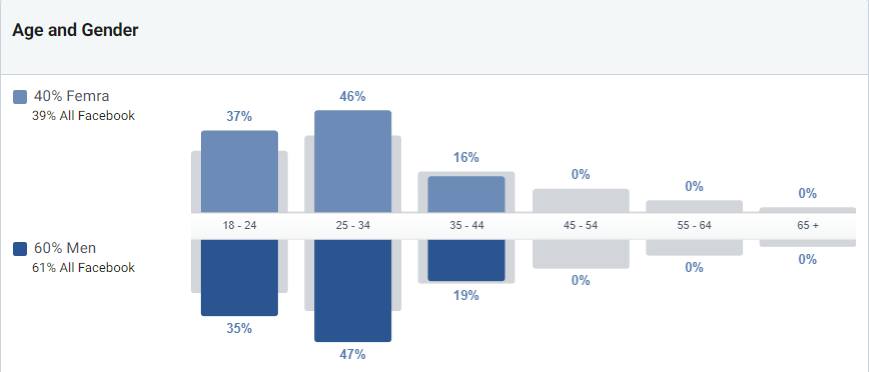 Age and Gender
40% Femra
39% All Facebook
37%
46%
16%
0%
0%
0%
18 - 24
25 - 34
35 - 44
45 - 54
55 - 64
65 +
60% Men
61% All Facebook
35%
47%
19%
0%
0%
0%